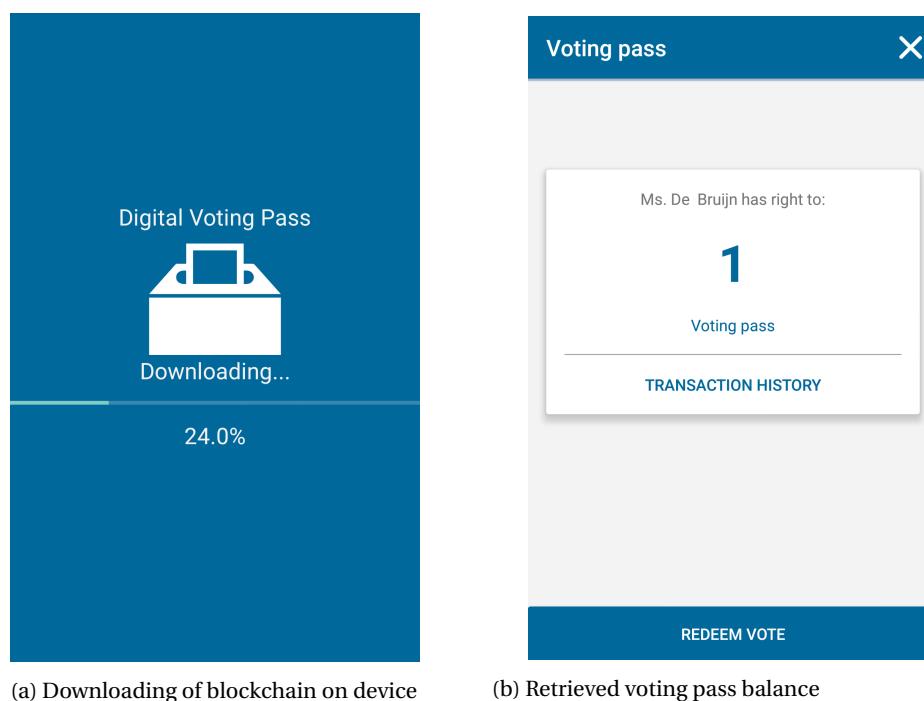 Digital Voting Pass
Downloading...
24.0%
(a) Downloading of blockchain on device
Voting pass
Ms. De Bruijn has right to:
1
Voting pass
TRANSACTION HISTORY
REDEEM VOTE
(b) Retrieved voting pass balance